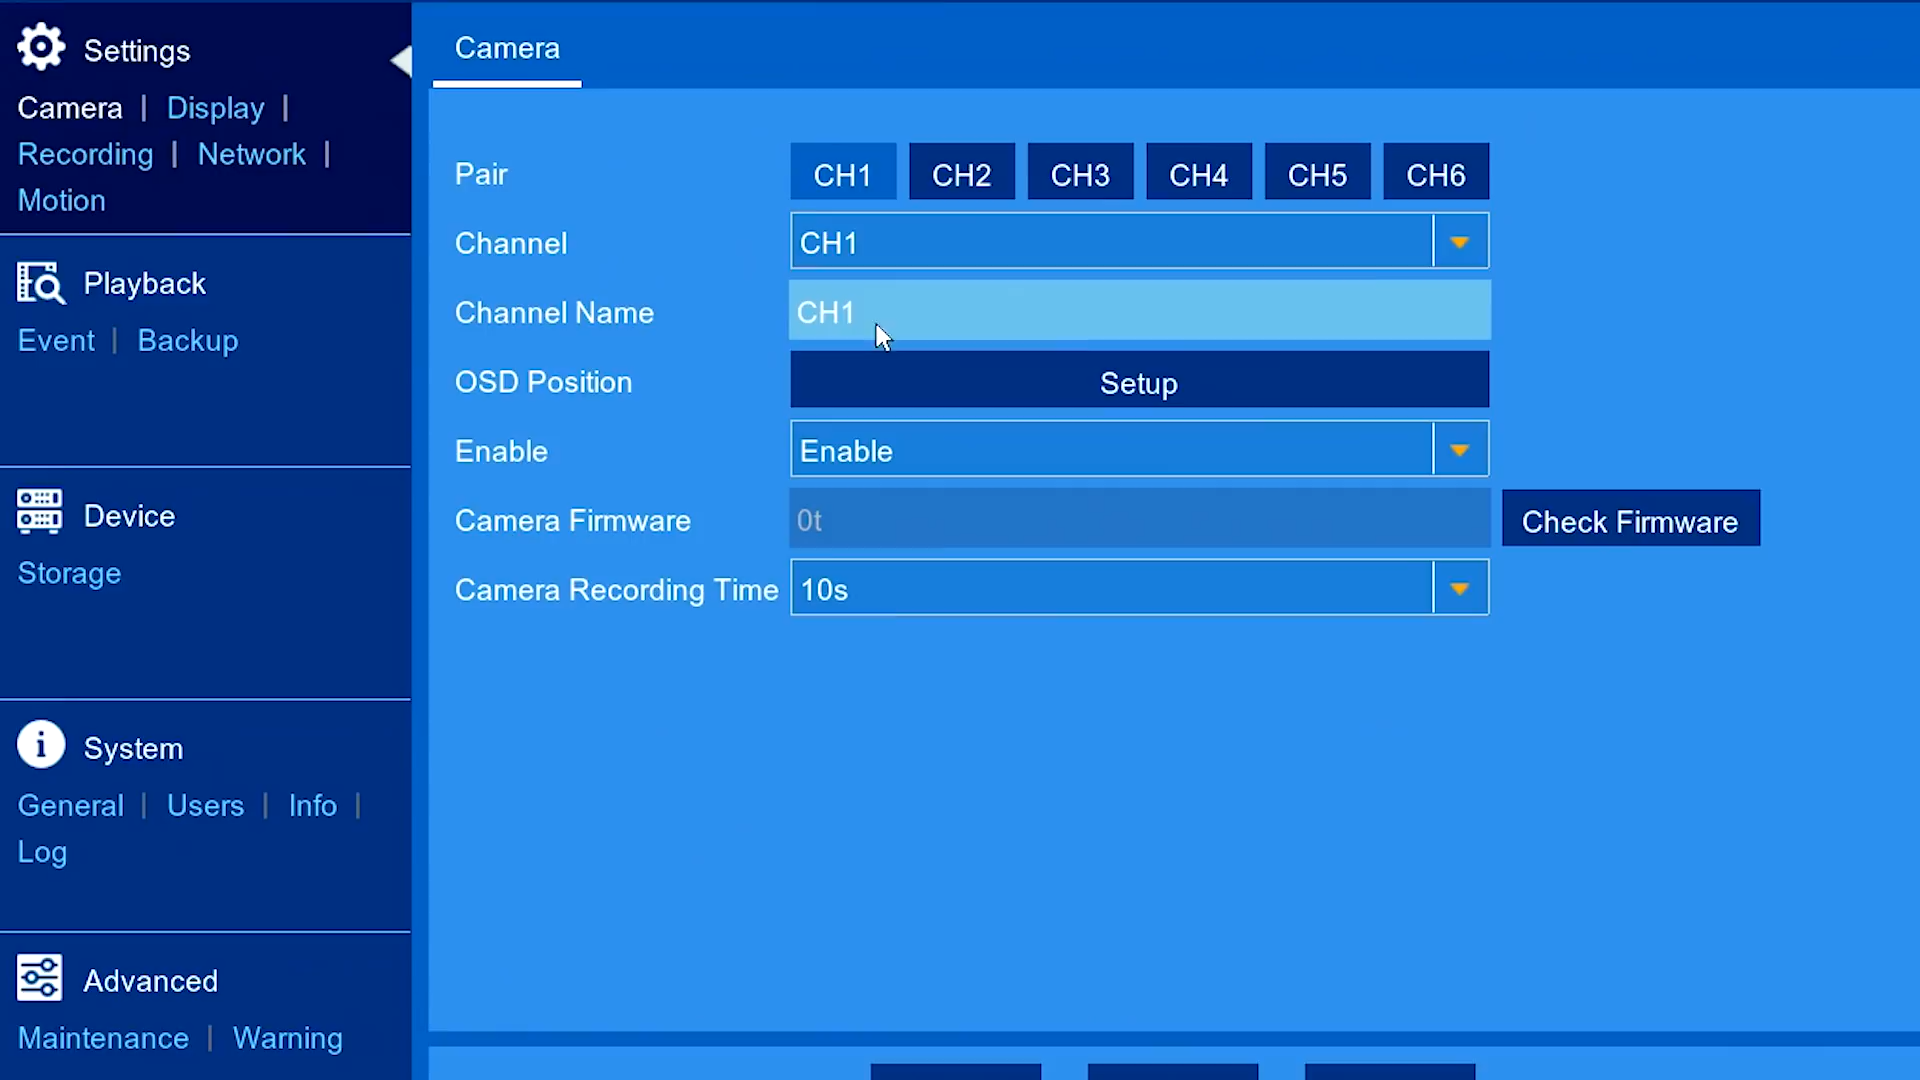 Settings
Camera | Display |
Recording | Network |
Motion
Playback
Event | Backup
Device
Storage
System
General | Users | Info |
Log
Advanced
Maintenance | Warning
Camera
Pair CH1 CH2 CH3 CH4 CH5 CH6
Channel CH1
Channel Name CH1
OSD Position Setup
Enable Enable
Camera Firmware 0t Check Firmware
Camera Recording Time 10s